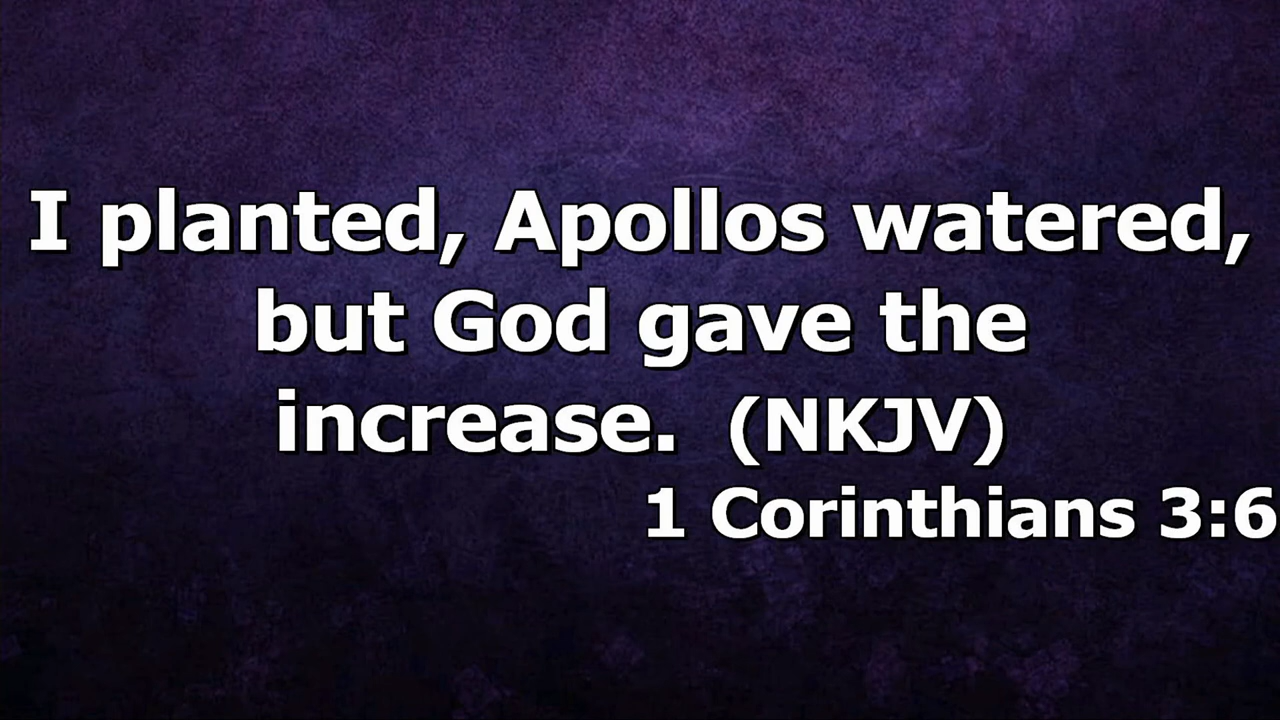 I planted, Apollos watered,
but God gave the
increase.  (NKJV)
1 Corinthians 3:6